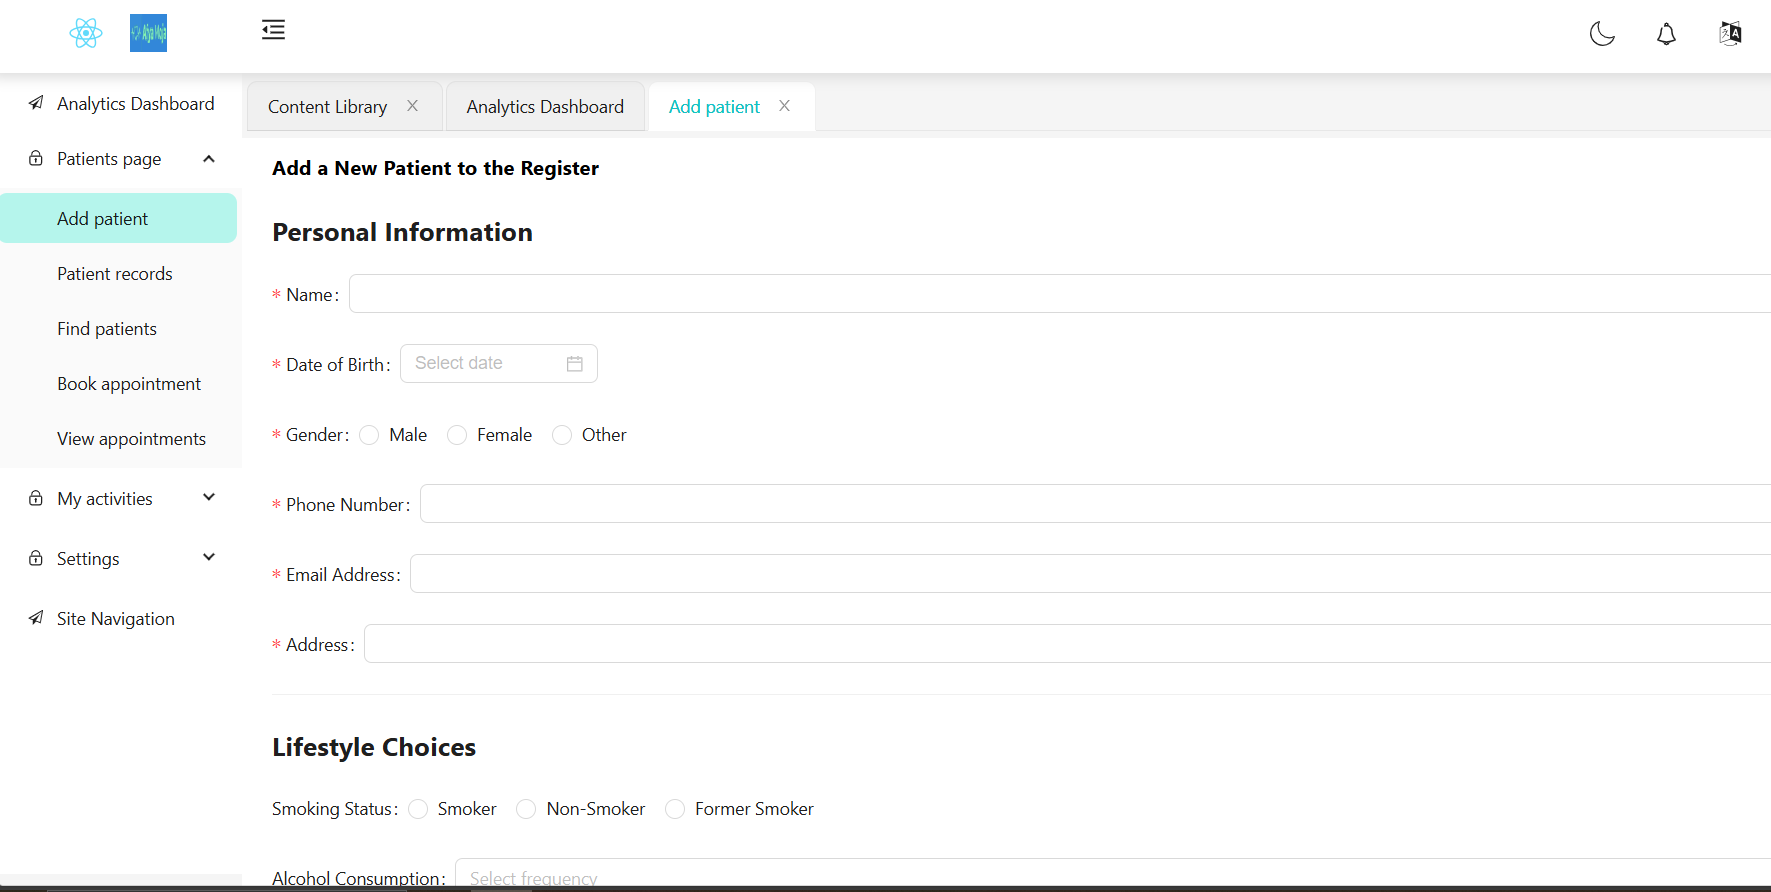 Afya Moja
Analytics Dashboard
Patients page
Add patient
Patient records
Find patients
Book appointment
View appointments
My activities
Settings
Site Navigation
Content Library
Analytics Dashboard
Add patient
Add a New Patient to the Register
Personal Information
* Name:
* Date of Birth: Select date
* Gender: Male Female Other
* Phone Number:
* Email Address:
* Address:
Lifestyle Choices
Smoking Status: Smoker Non-Smoker Former Smoker
Alcohol Consumption: Select frequency